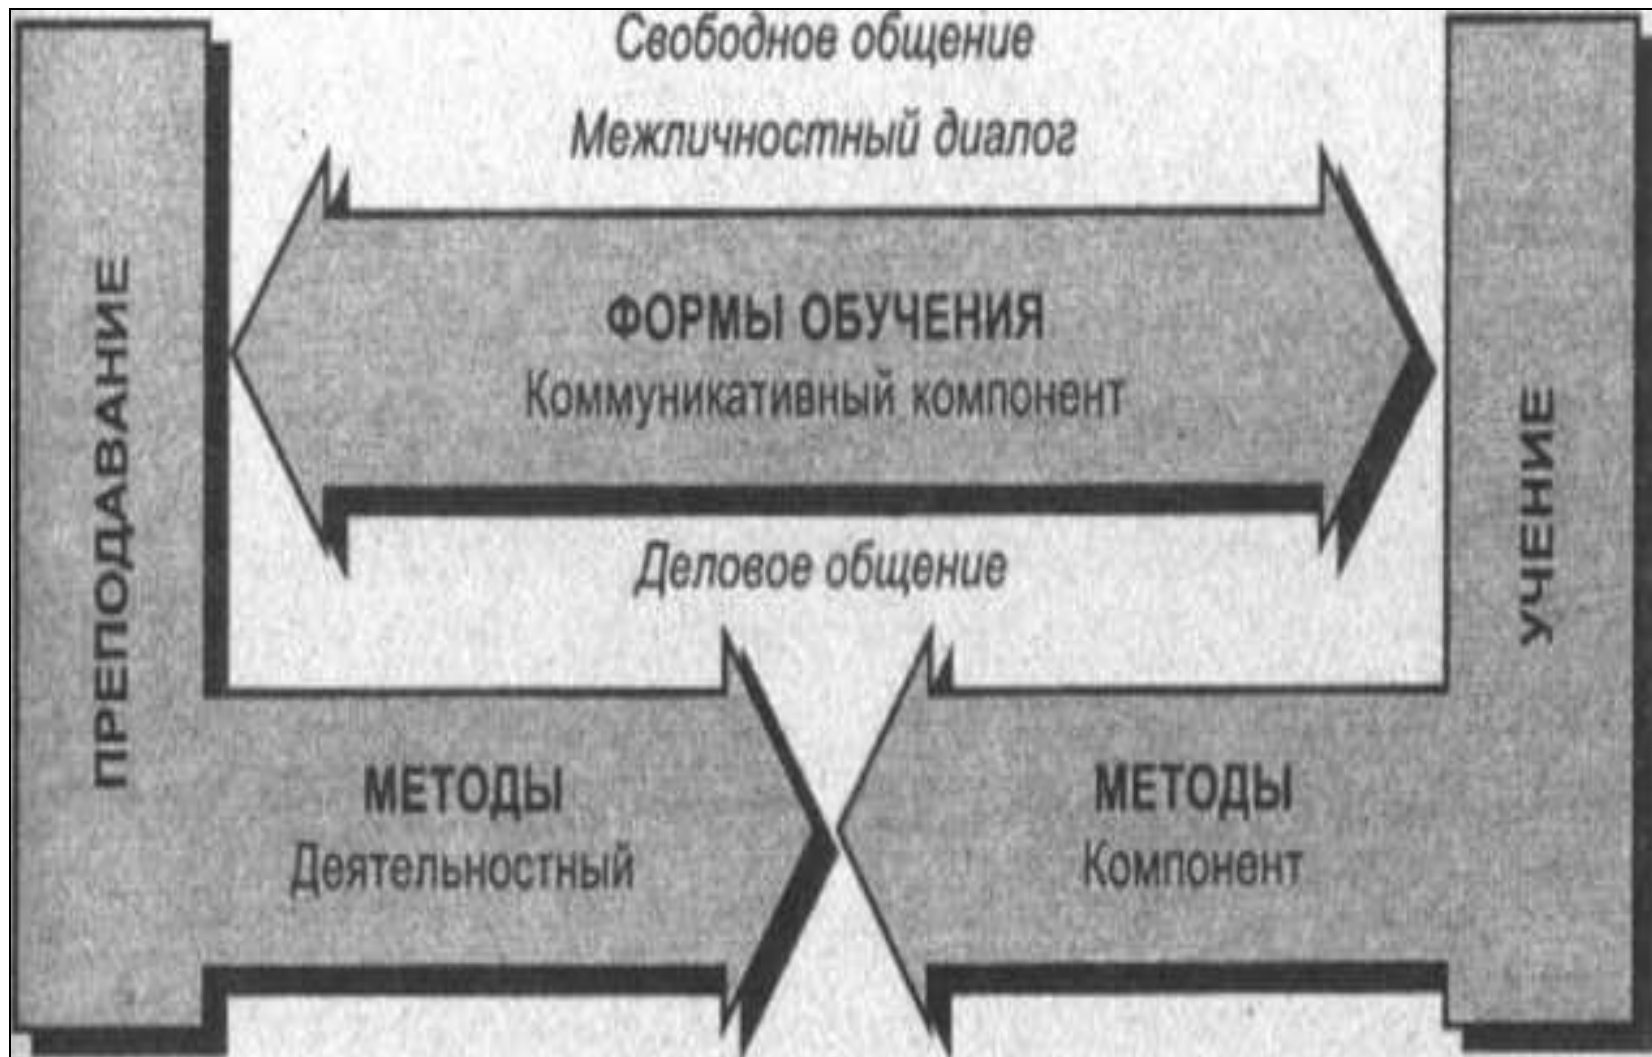 Свободное общение
Межличностный диалог
ПРЕПОДАВАНИЕ
ФОРМЫ ОБУЧЕНИЯ
Коммуникативный компонент
УЧЕНИЕ
Деловое общение
МЕТОДЫ
Деятельностный
МЕТОДЫ
Компонент